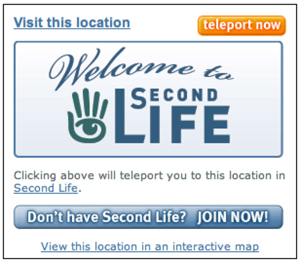 Visit this location
teleport now
Welcome to
SECOND
LIFE
Clicking above will teleport you to this location in
Second Life.
Don't have Second Life? JOIN NOW!
View this location in an interactive map